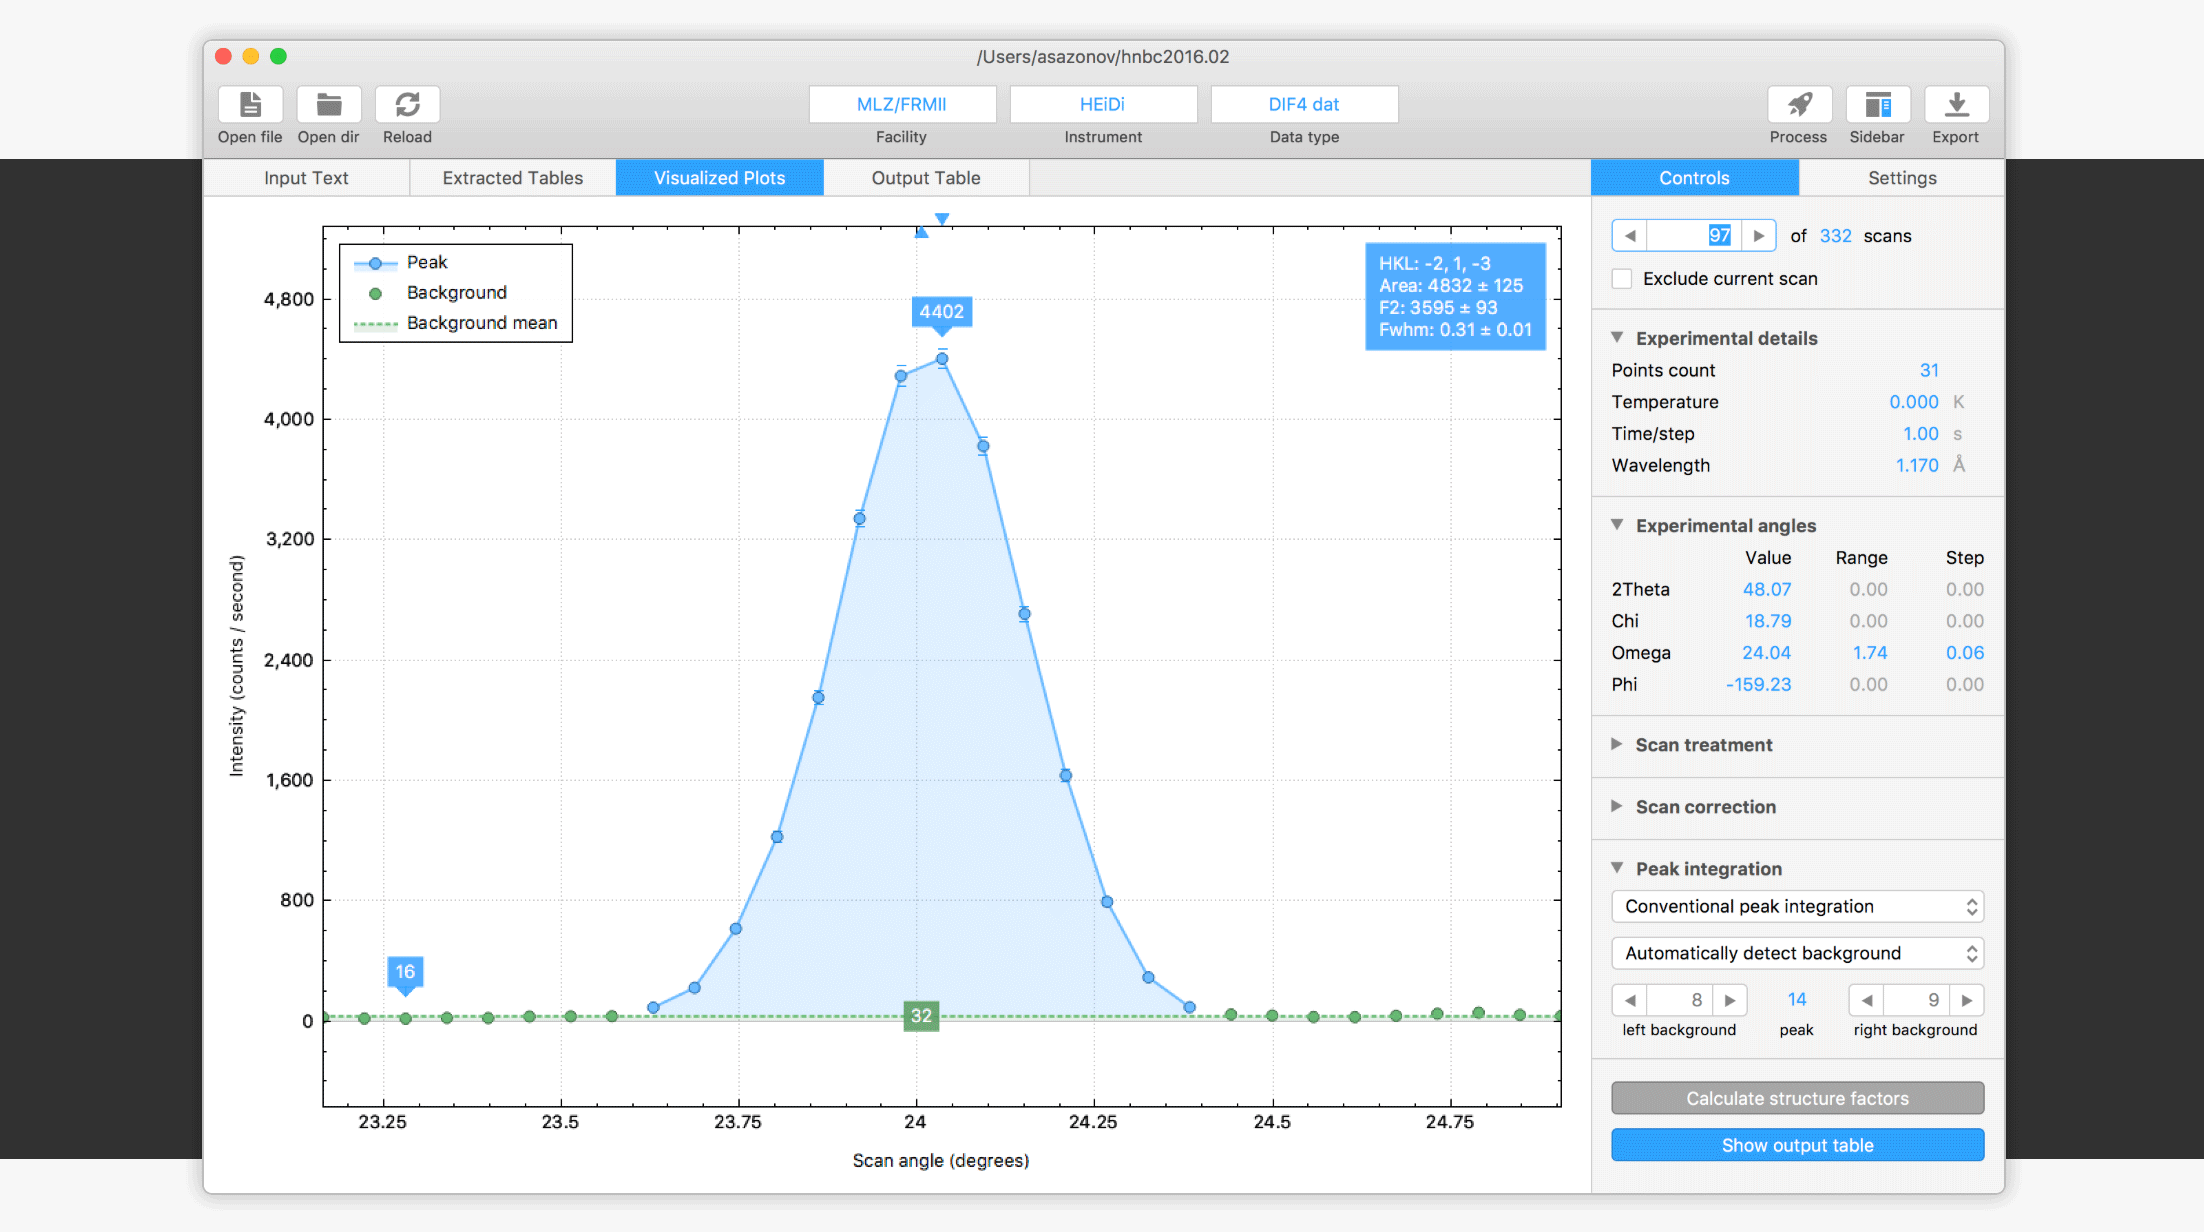 /Users/asazonov/hnbc2016.02
MLZ/FRMII HEiDi DIF4 dat
Open file Open dir Reload Facility Instrument Data type Process Sidebar Export
Input Text Extracted Tables Visualized Plots Output Table Controls Settings
97 of 332 scans
Exclude current scan
Peak
Background
Background mean
HKL: -2, 1, -3
Area: 4832 ± 125
F2: 3595 ± 93
Fwhm: 0.31 ± 0.01
4402
16
32
4,800
4,000
3,200
2,400
1,600
800
0
Intensity (counts / second)
23.25 23.5 23.75 24 24.25 24.5 24.75
Scan angle (degrees)
Experimental details
Points count 31
Temperature 0.000 K
Time/step 1.00 s
Wavelength 1.170 Å
Experimental angles
Value Range Step
2Theta 48.07 0.00 0.00
Chi 18.79 0.00 0.00
Omega 24.04 1.74 0.06
Phi -159.23 0.00 0.00
Scan treatment
Scan correction
Peak integration
Conventional peak integration
Automatically detect background
8 14 9
left background peak right background
Calculate structure factors
Show output table